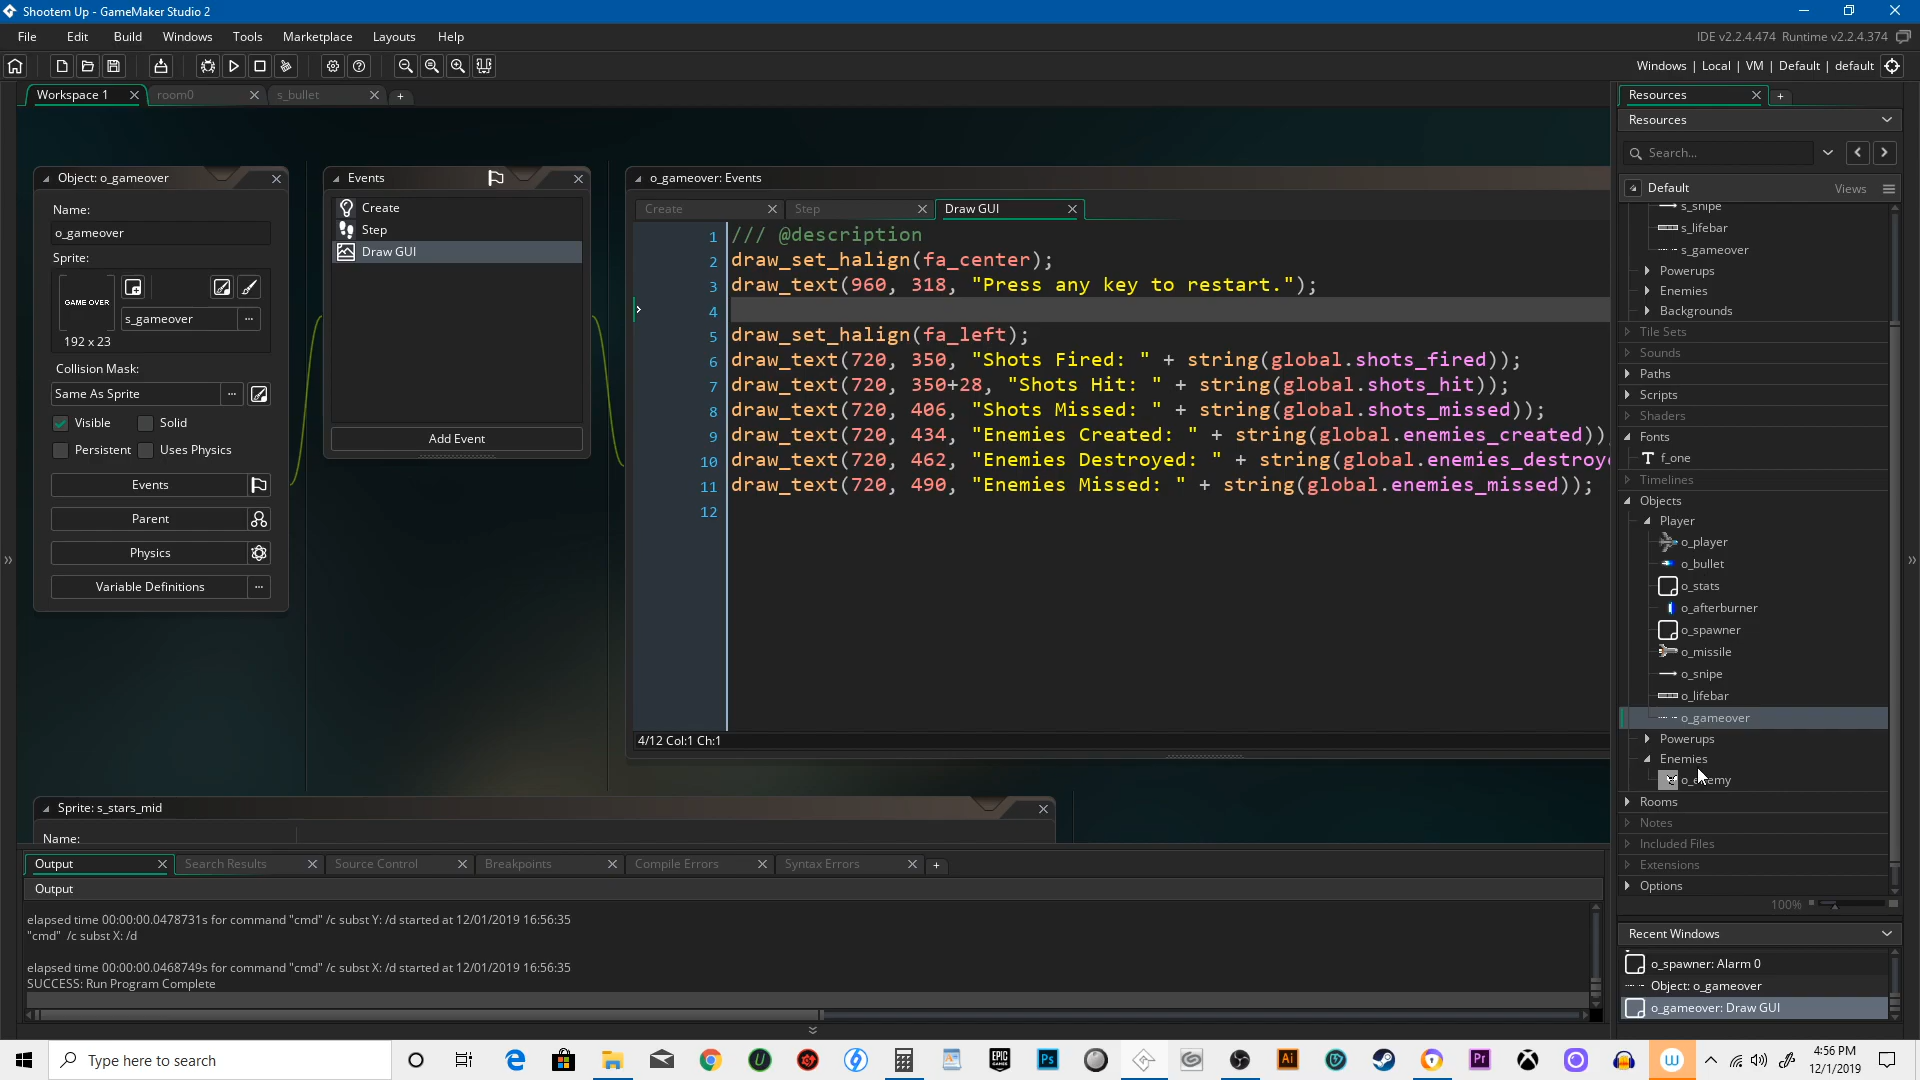 Shootem Up - GameMaker Studio 2
File Edit Build Windows Tools Marketplace Layouts Help
IDE v2.2.4.474 Runtime v2.2.4.374
Windows | Local | VM | Default | default
Workspace 1
room0
s_bullet
Object: o_gameover
Name:
o_gameover
Sprite:
GAME OVER
s_gameover
192 x 23
Collision Mask:
Same As Sprite
Visible
Solid
Persistent
Uses Physics
Events
Parent
Physics
Variable Definitions
Events
Create
Step
Draw GUI
Add Event
o_gameover: Events
Create
Step
Draw GUI
1 /// @description
2 draw_set_halign(fa_center);
3 draw_text(960, 318, "Press any key to restart.");
4
5 draw_set_halign(fa_left);
6 draw_text(720, 350, "Shots Fired: " + string(global.shots_fired));
7 draw_text(720, 350+28, "Shots Hit: " + string(global.shots_hit));
8 draw_text(720, 406, "Shots Missed: " + string(global.shots_missed));
9 draw_text(720, 434, "Enemies Created: " + string(global.enemies_created))
10 draw_text(720, 462, "Enemies Destroyed: " + string(global.enemies_destroye
11 draw_text(720, 490, "Enemies Missed: " + string(global.enemies_missed));
12
4/12 Col:1 Ch:1
Sprite: s_stars_mid
Name:
Output
Search Results
Source Control
Breakpoints
Compile Errors
Syntax Errors
Output
elapsed time 00:00:00.0478731s for command "cmd" /c subst Y: /d started at 12/01/2019 16:56:35
"cmd" /c subst X: /d
elapsed time 00:00:00.0468749s for command "cmd" /c subst X: /d started at 12/01/2019 16:56:35
SUCCESS: Run Program Complete
Resources
Resources
Search...
Default
Views
s_snipe
s_lifebar
s_gameover
Powerups
Enemies
Backgrounds
Tile Sets
Sounds
Paths
Scripts
Shaders
Fonts
f_one
Timelines
Objects
Player
o_player
o_bullet
o_stats
o_afterburner
o_spawner
o_missile
o_snipe
o_lifebar
o_gameover
Powerups
Enemies
o_enemy
Rooms
Notes
Included Files
Extensions
Options
100%
Recent Windows
o_spawner: Alarm 0
Object: o_gameover
o_gameover: Draw GUI
Type here to search
4:56 PM
12/1/2019